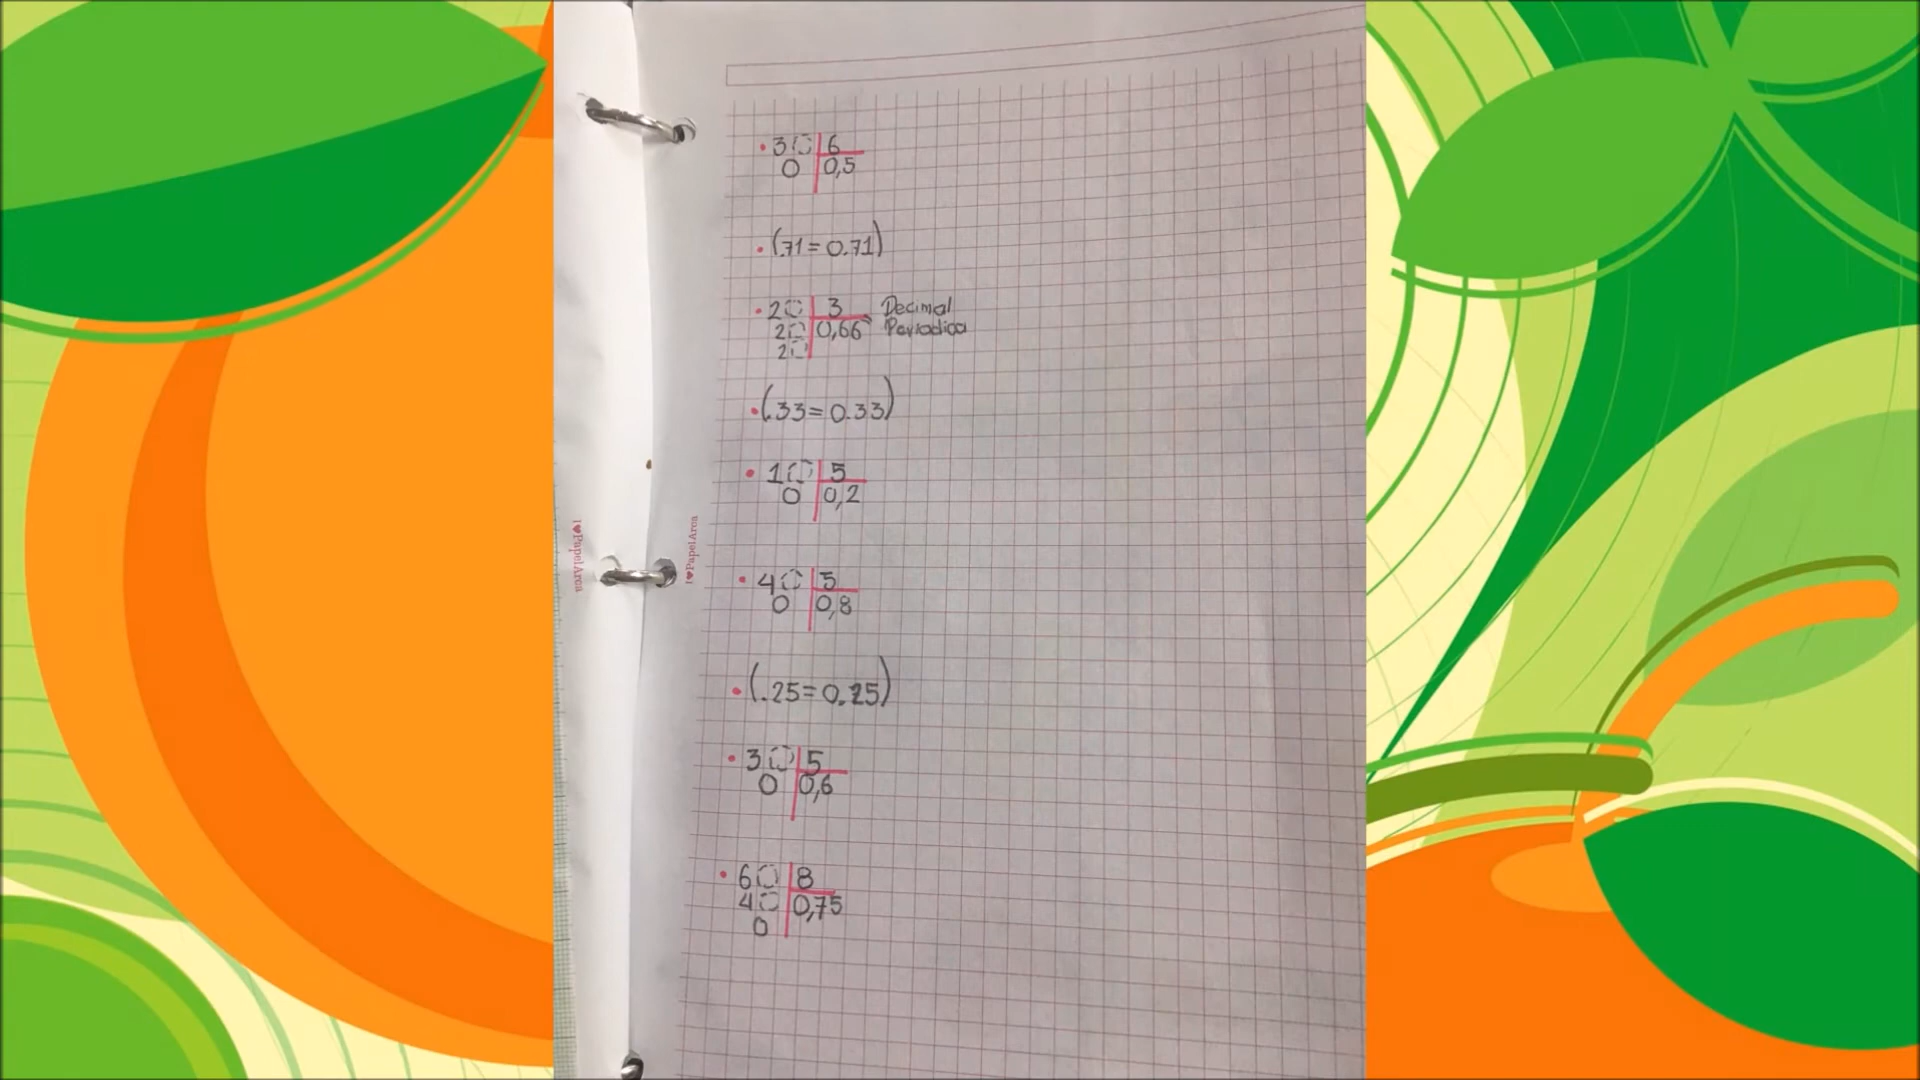 • 30 | 6
0 | 0,5
• (.71 = 0.71)
• 20 | 3 Decimal
20 | 0,66 Periodica
20
• (.33 = 0.33)
• 10 | 5
0 | 0,2
• 40 | 5
0 | 0,8
• (.25 = 0.25)
• 30 | 5
0 | 0,6
• 60 | 8
40 | 0,75
0
I♥PapelArca
I♥PapelArca